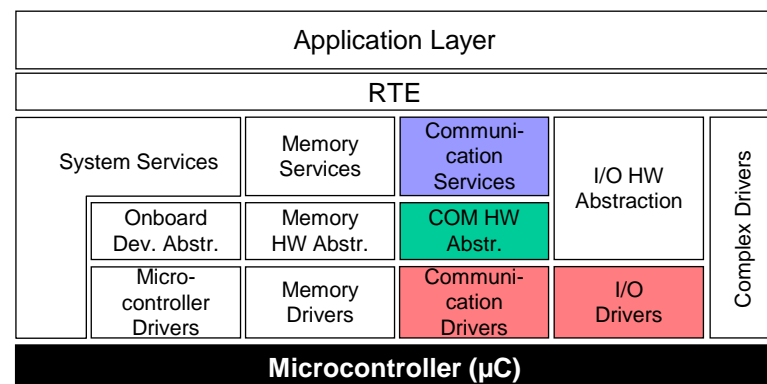 Application Layer
RTE
System Services
Memory
Services
Communi-
cation
Services
I/O HW
Abstraction
Complex Drivers
Onboard
Dev. Abstr.
Memory
HW Abstr.
COM HW
Abstr.
Micro-
controller
Drivers
Memory
Drivers
Communi-
cation
Drivers
I/O
Drivers
Microcontroller (µC)